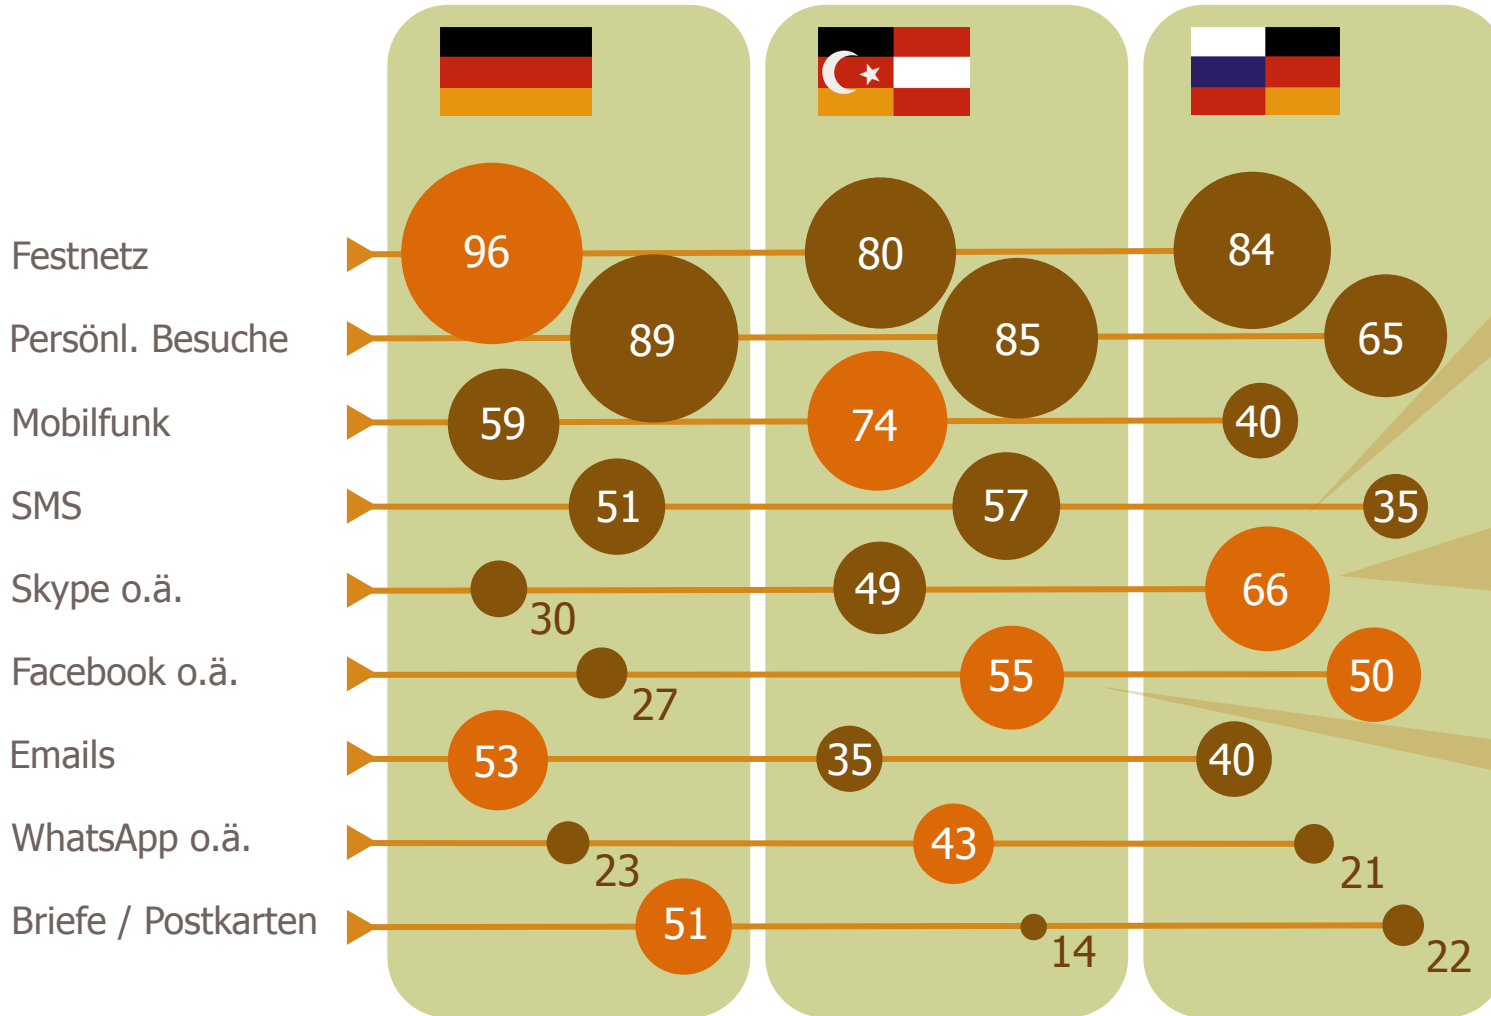 Festnetz 96 80 84
Persönl. Besuche 89 85 65
Mobilfunk 59 74 40
SMS 51 57 35
Skype o.ä. 30 49 66
Facebook o.ä. 27 55 50
Emails 53 35 40
WhatsApp o.ä. 23 43 21
Briefe / Postkarten 51 14 22